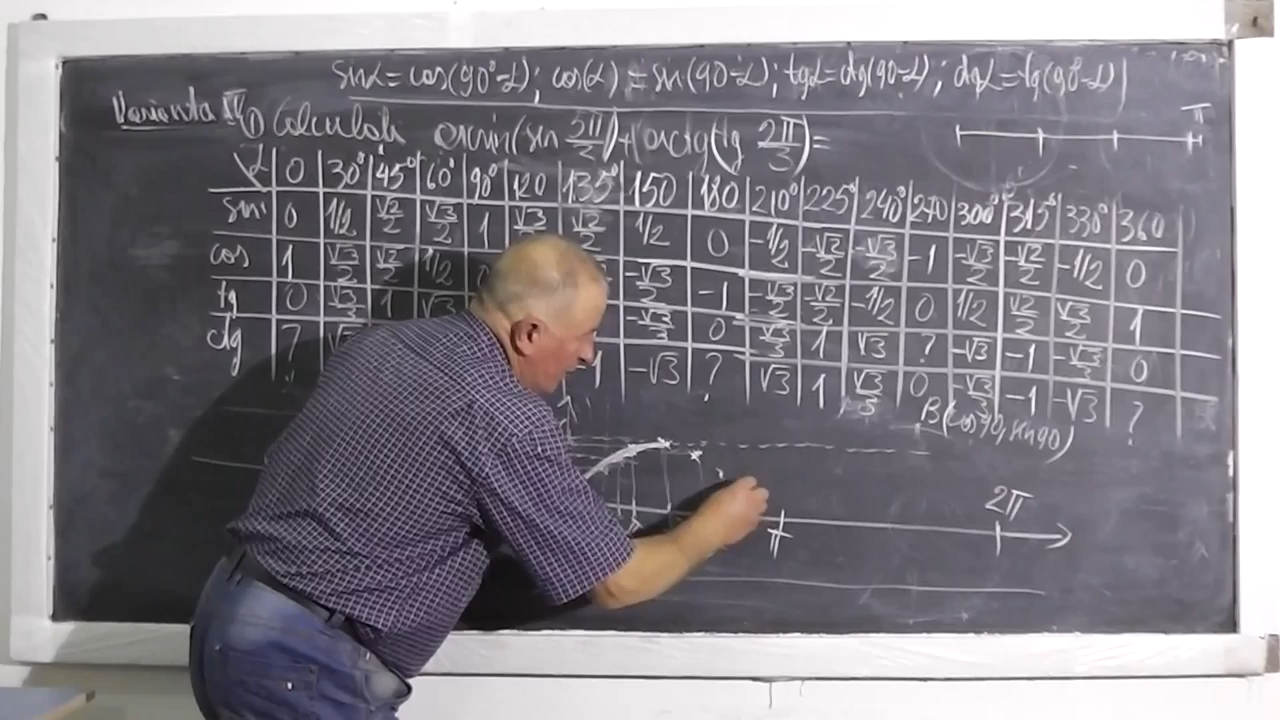 sinα=cos(90°-α); cos(α)=sin(90-α); tgα=ctg(90-α); ctgα=tg(90°-α)
Varianta II 1) Calculati arcsin(sin 5π/2)+(arctg(tg 2π/3)= π
α 0 30° 45° 60° 90° 120 135° 150 180 210° 225° 240° 270 300° 315° 330° 360
sin 0 1/2 √2/2 √3/2 1 √3/2 √2/2 1/2 0 -1/2 -√2/2 -√3/2 -1 -√3/2 -√2/2 -1/2 0
cos 1 √3/2 √2/2 1/2 0 -√3/2 -1 -√3/2 -√2/2 -1/2 0 1/2 √2/2 √3/2 1
tg 0 √3/3 1 √3 -√3/3 0 √3/3 1 √3 ? -√3 -1 -√3/3 0
ctg ? -1 -√3 ? √3 1 √3/3 0 -√3/3 -1 -√3 ?
B(cos90, sin90)
2π